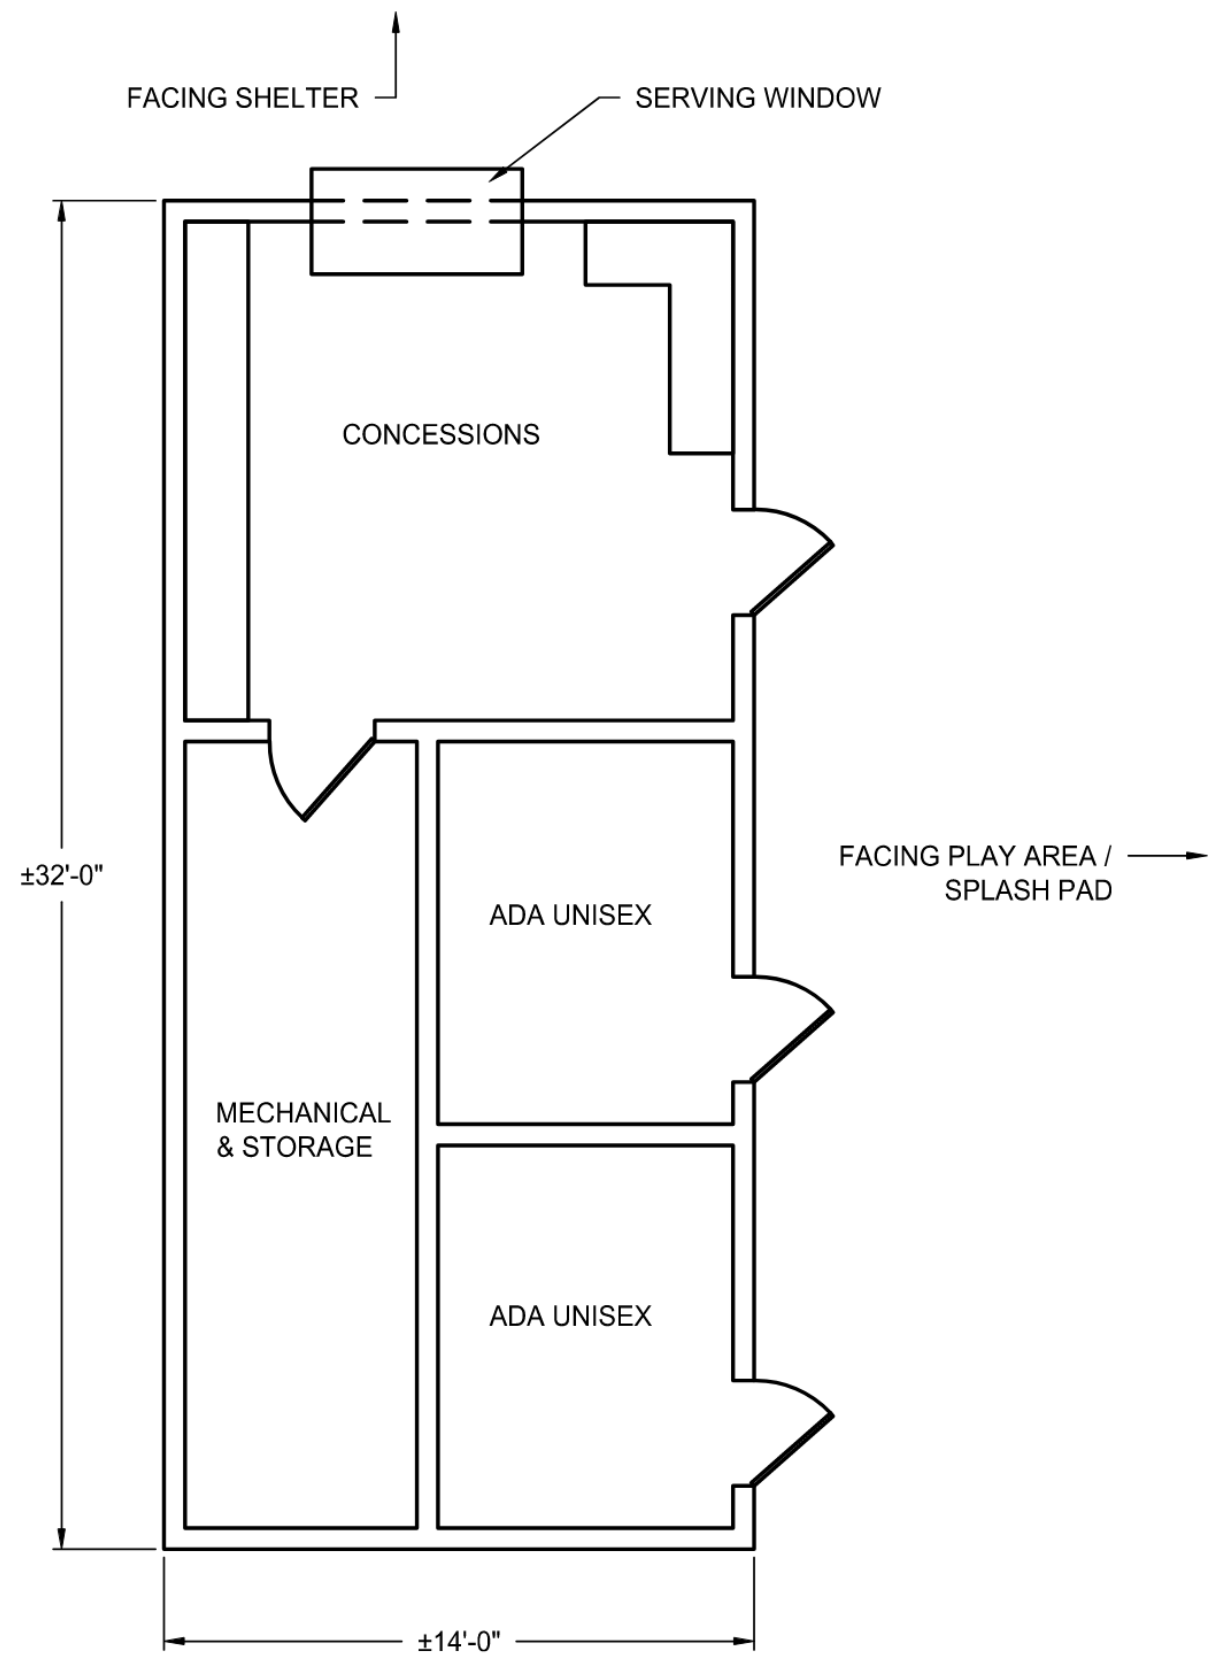 FACING SHELTER
SERVING WINDOW
CONCESSIONS
±32'-0"
FACING PLAY AREA /
SPLASH PAD
ADA UNISEX
MECHANICAL
& STORAGE
ADA UNISEX
±14'-0"